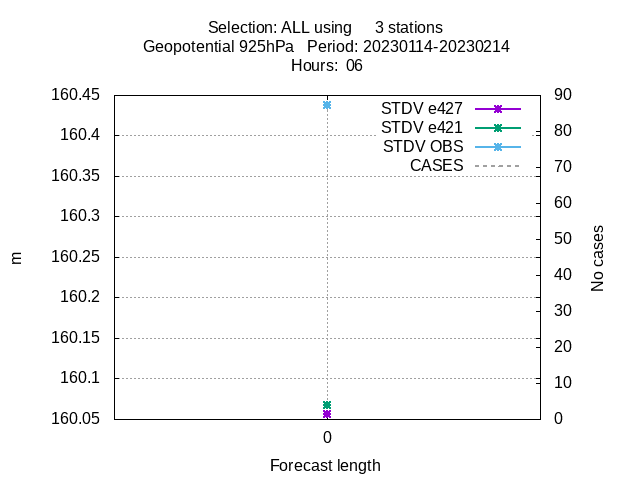 Selection: ALL using     3 stations
Geopotential 925hPa   Period: 20230114-20230214
Hours:  06
160.45
160.4
160.35
160.3
160.25
160.2
160.15
160.1
160.05
m
STDV e427
STDV e421
STDV OBS
CASES
90
80
70
60
50
40
30
20
10
0
No cases
0
Forecast length